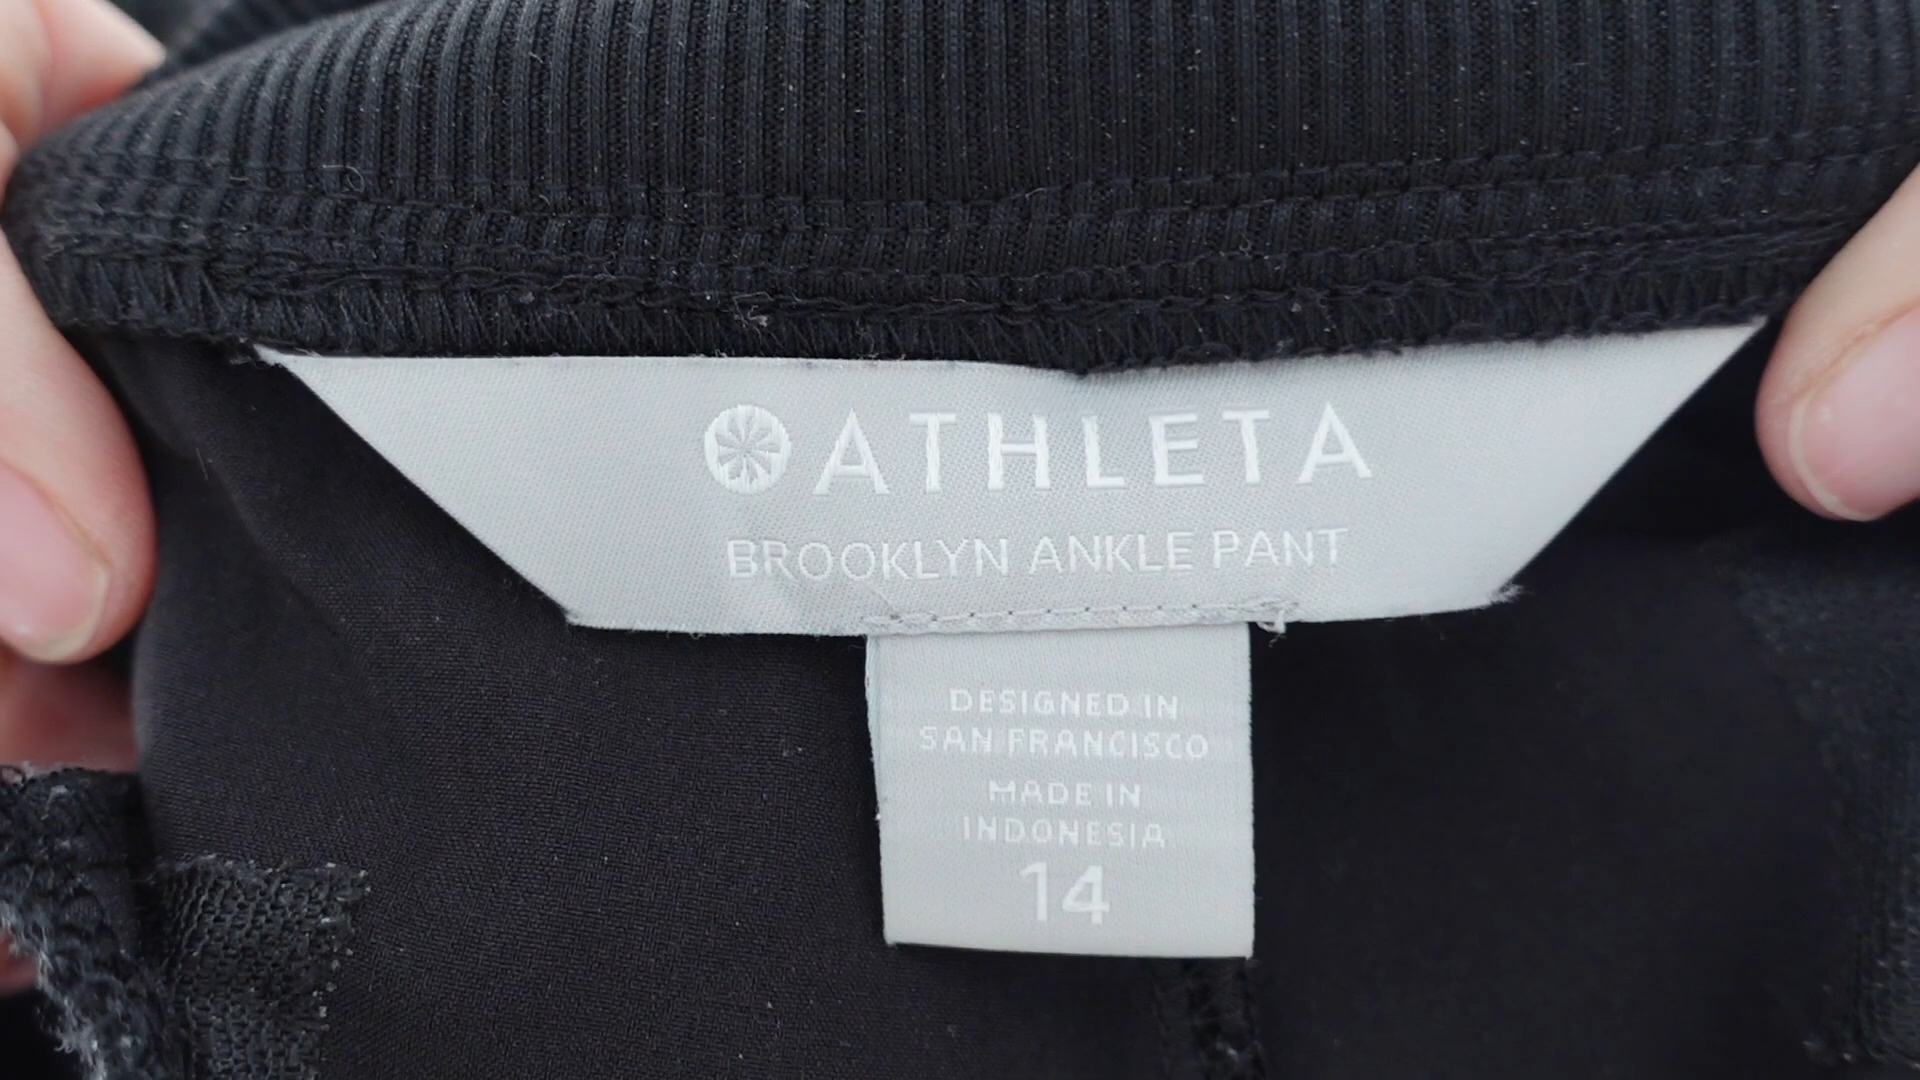 ATHLETA
BROOKLYN ANKLE PANT
DESIGNED IN
SAN FRANCISCO
MADE IN
INDONESIA
14